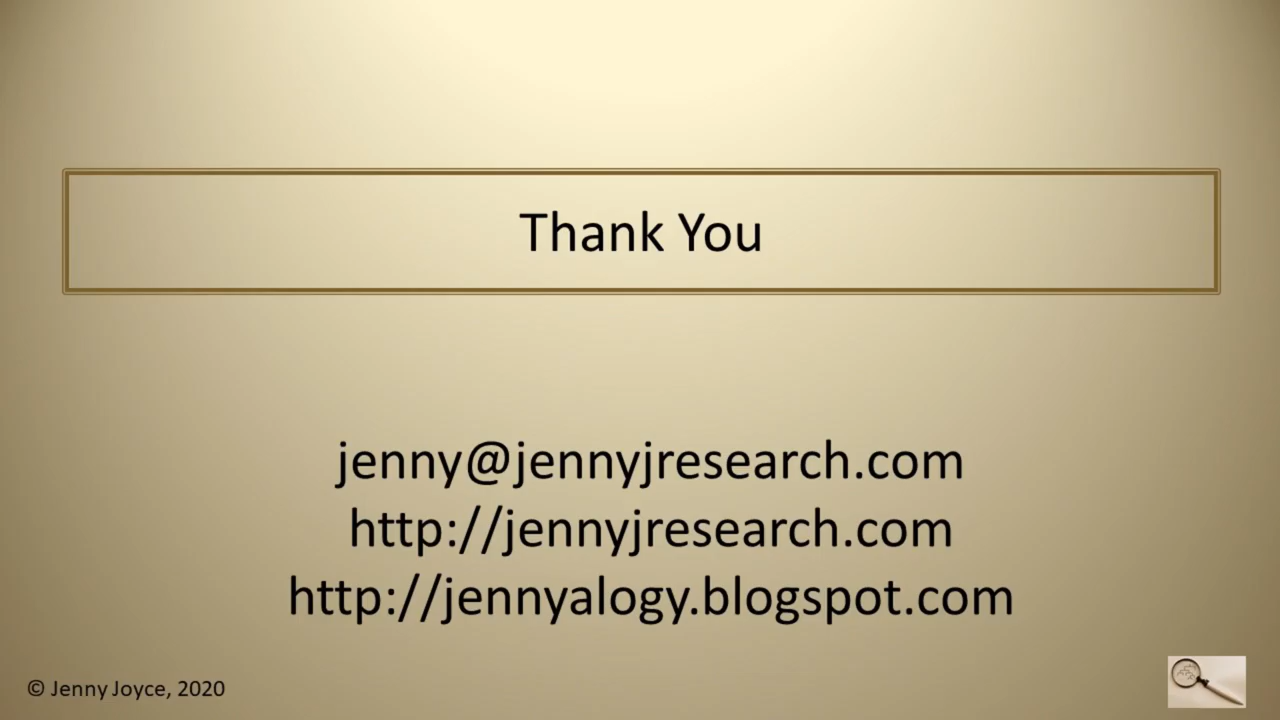 Thank You
jenny@jennyjresearch.com
http://jennyjresearch.com
http://jennyalogy.blogspot.com
© Jenny Joyce, 2020